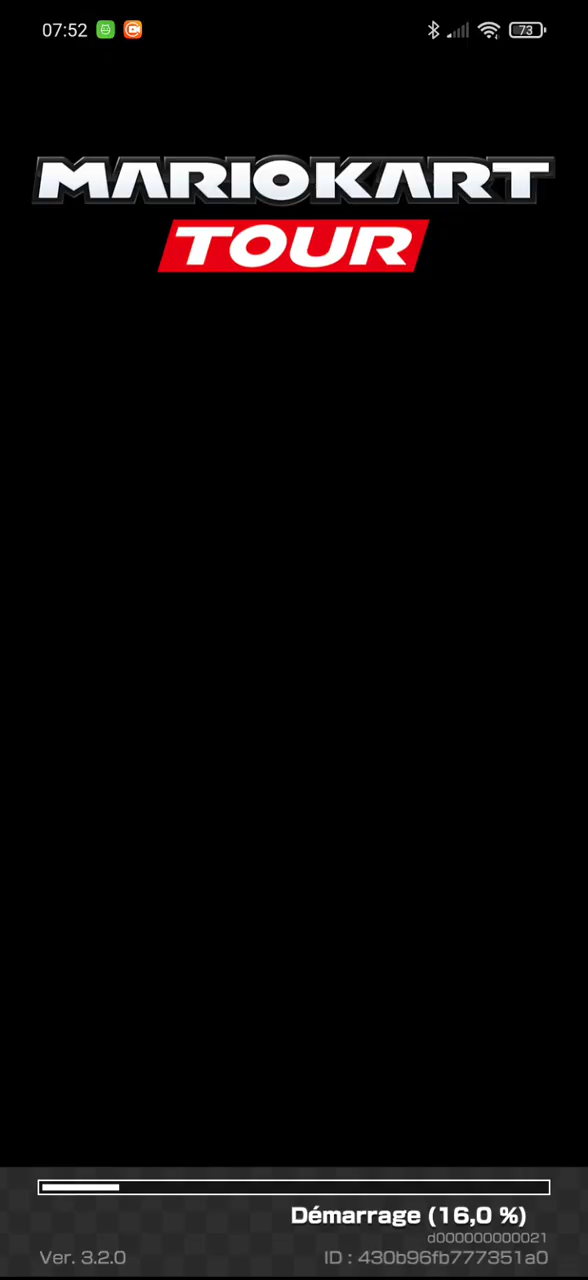 07:52 73
MARIOKART
TOUR
Démarrage (16,0 %)
d000000000021
Ver. 3.2.0 ID : 430b96fb777351a0